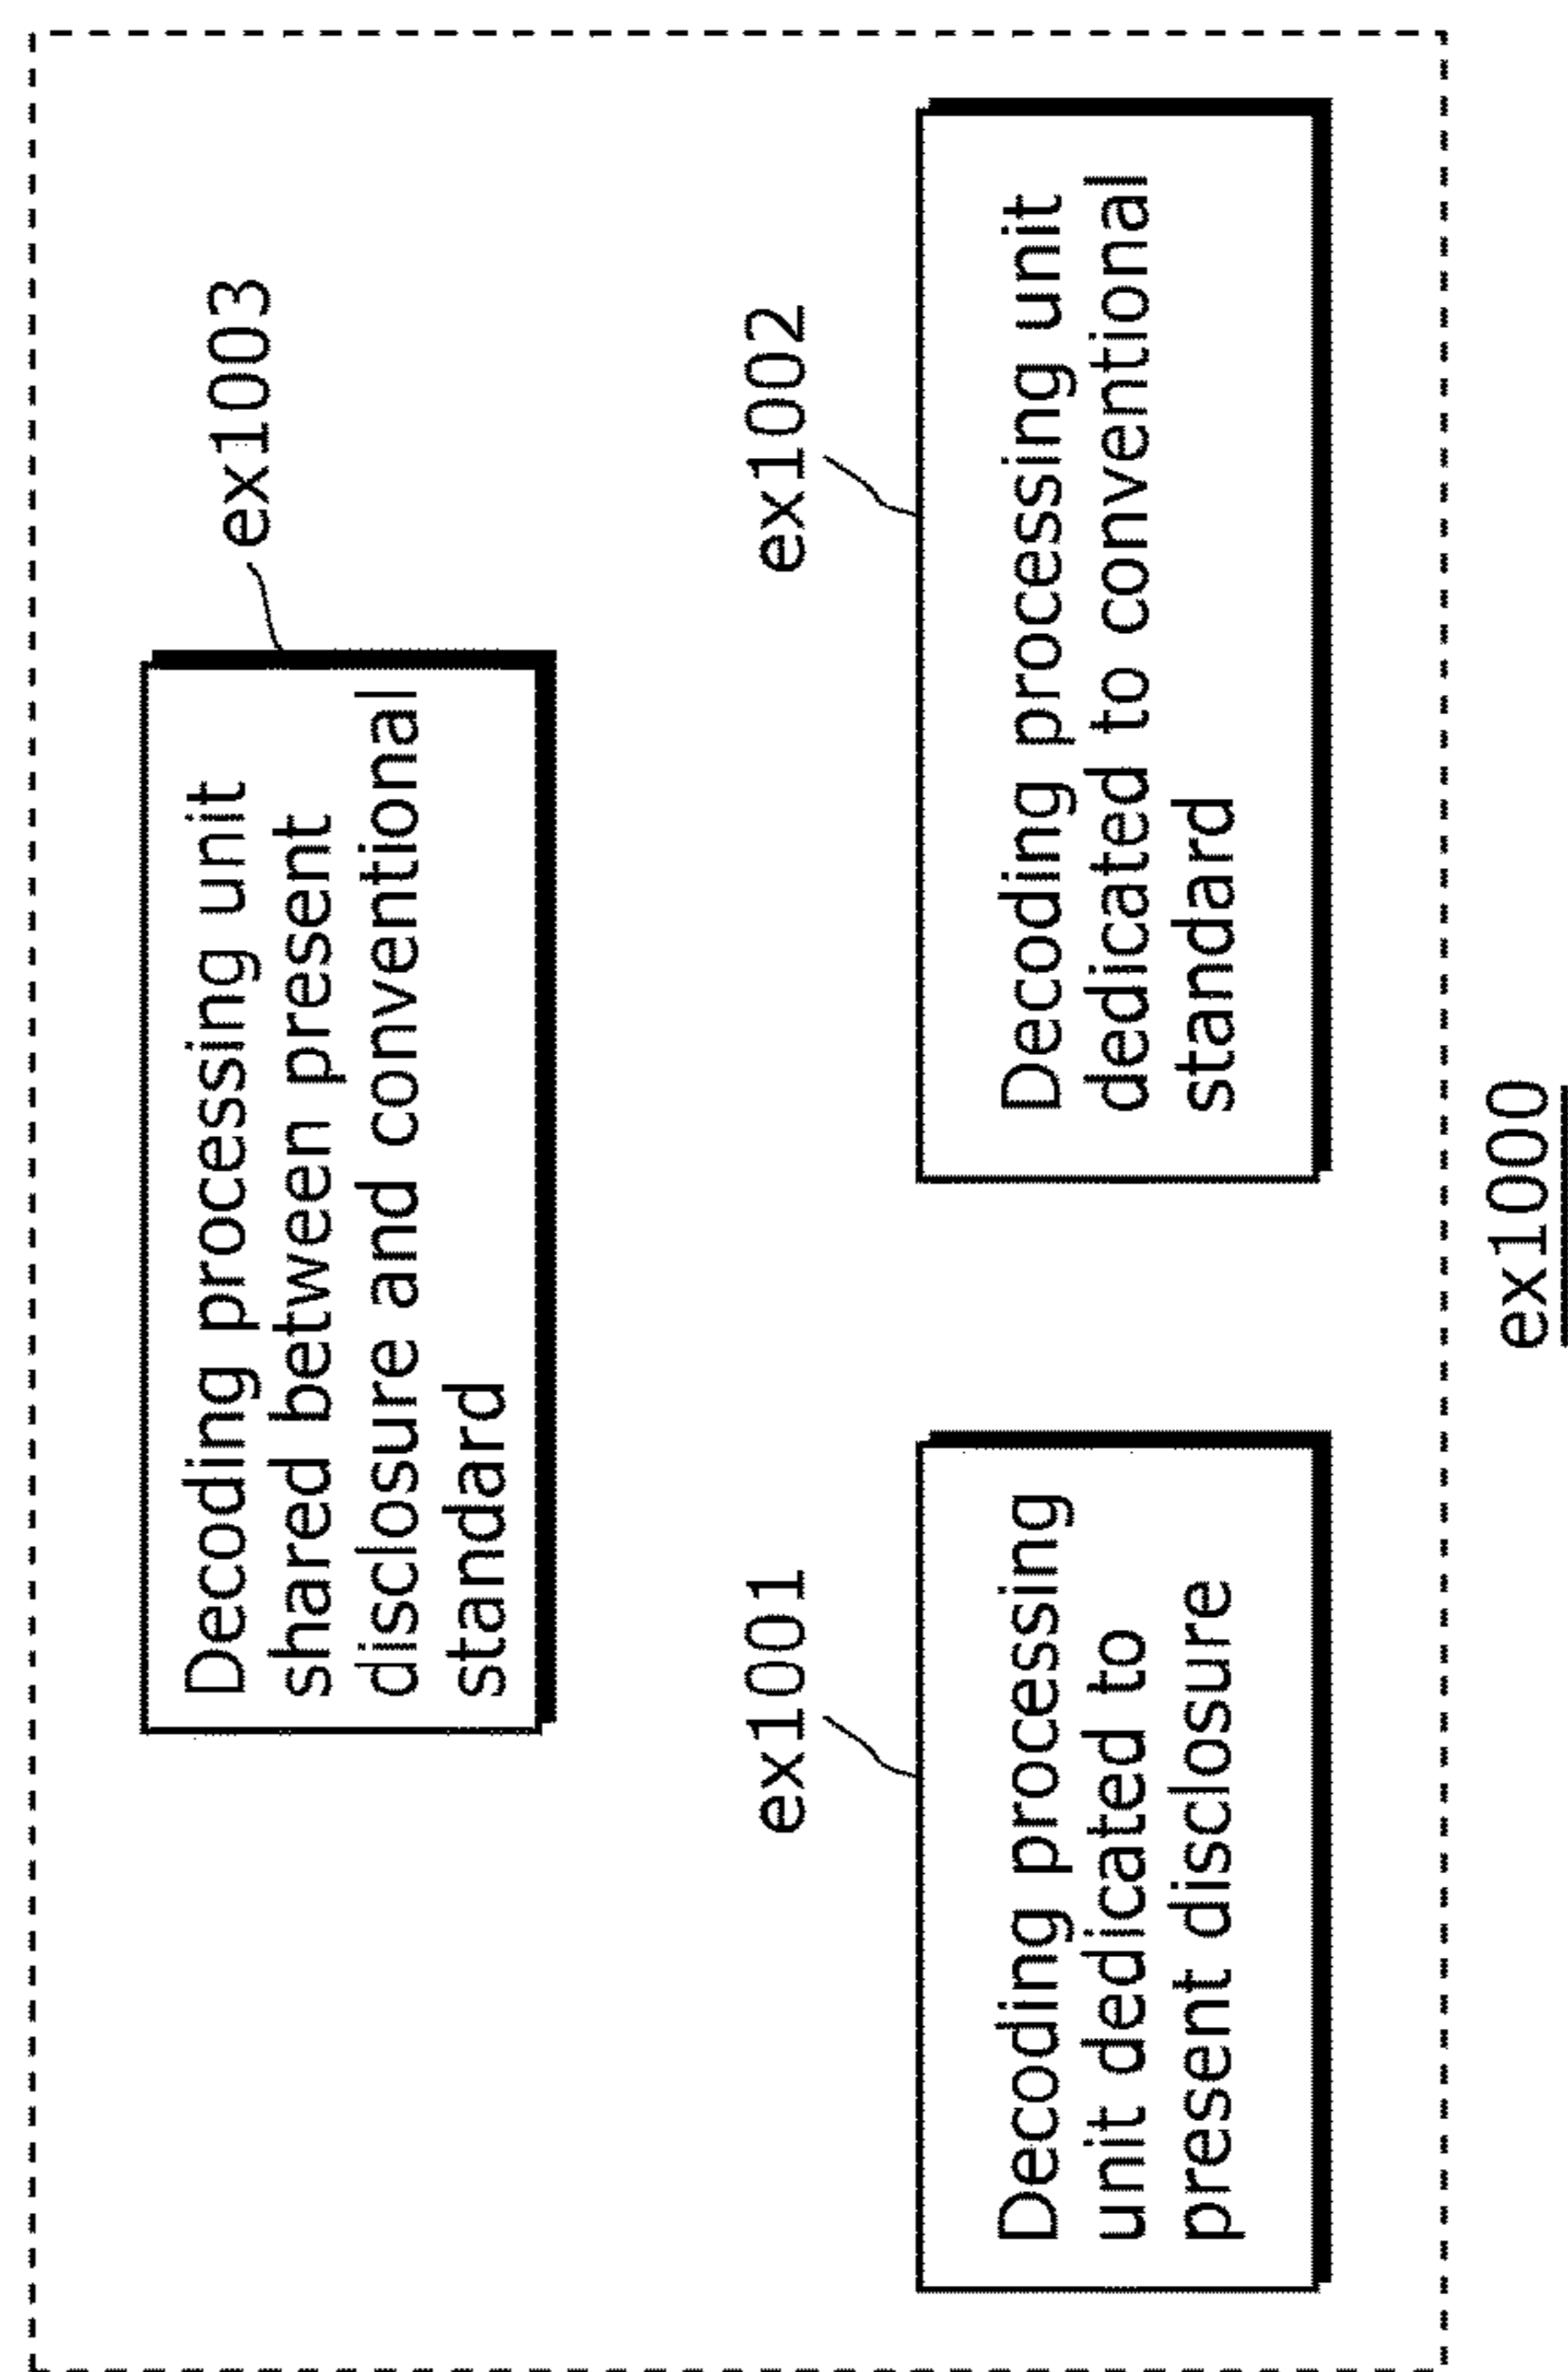 ex1003
Decoding processing unit
shared between present
disclosure and conventional
standard
ex1001
Decoding processing
unit dedicated to
present disclosure
ex1002
Decoding processing unit
dedicated to conventional
standard
ex1000